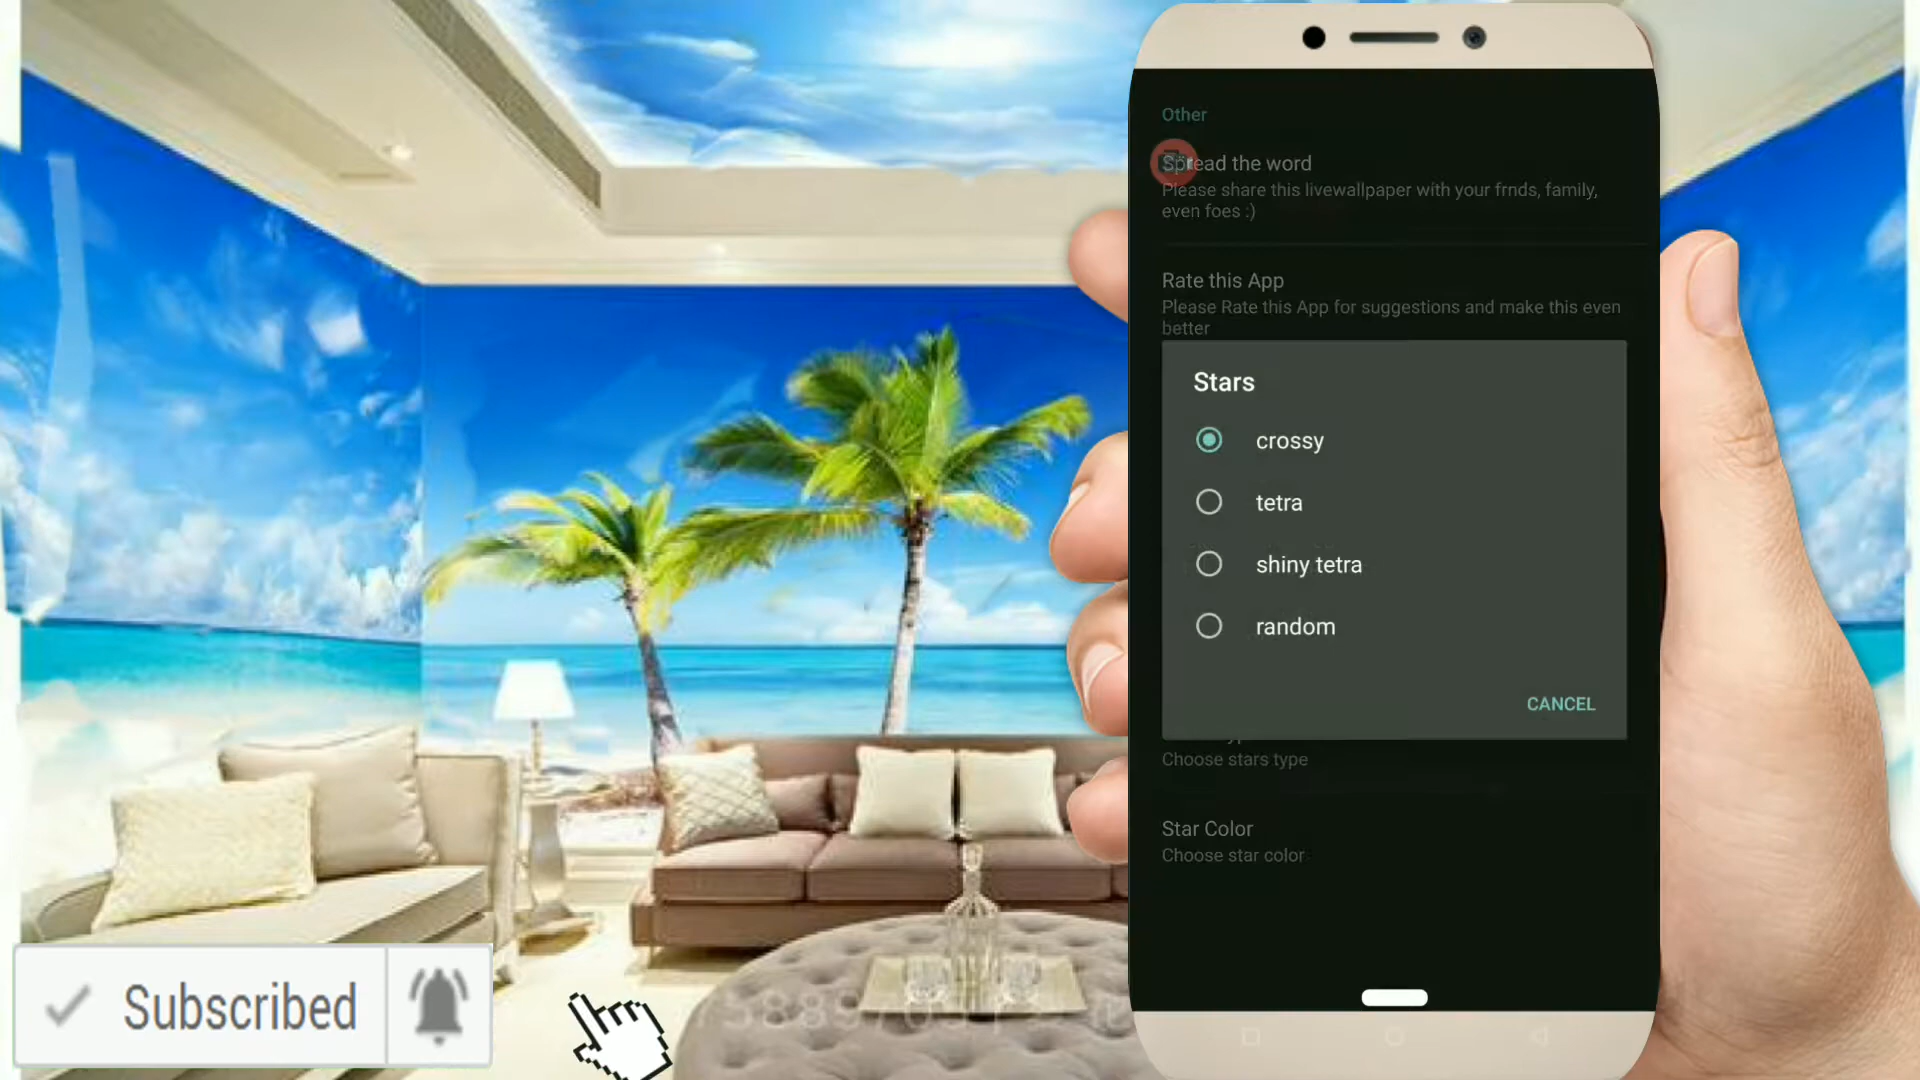 Other
Spread the word
Please share this livewallpaper with your frnds, family,
even foes :)
Rate this App
Please Rate this App for suggestions and make this even
better
Stars
crossy
tetra
shiny tetra
random
CANCEL
Choose stars type
Star Color
Choose star color
Subscribed